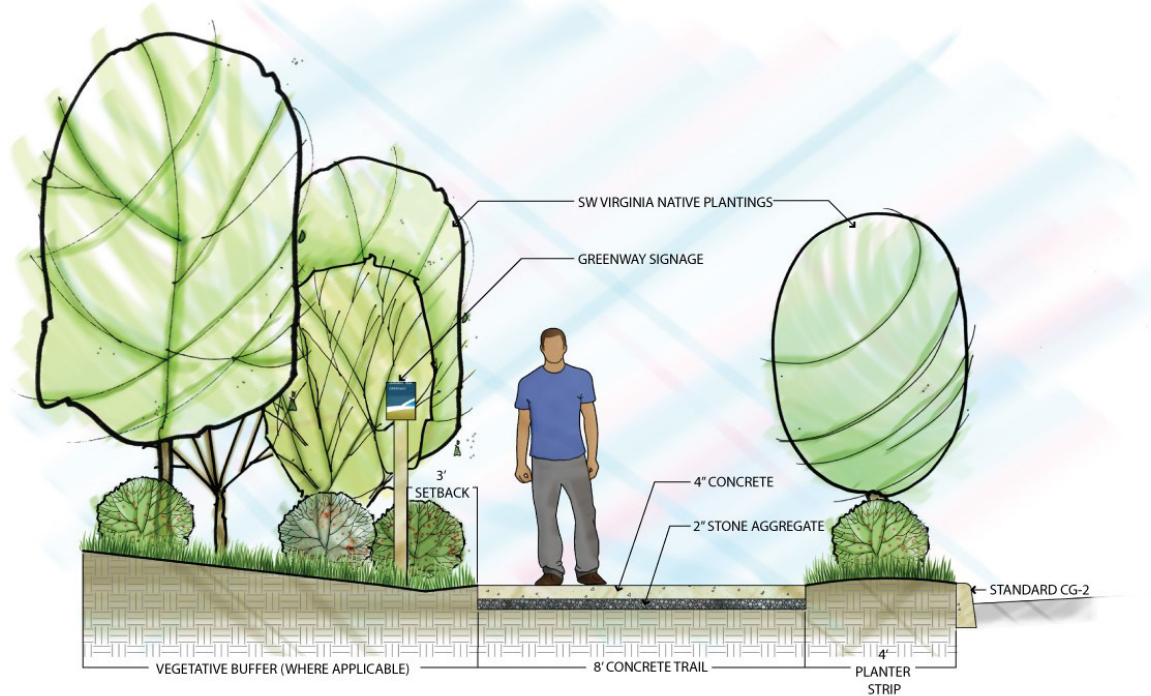 SW VIRGINIA NATIVE PLANTINGS
GREENWAY SIGNAGE
3'
SETBACK
4" CONCRETE
2" STONE AGGREGATE
STANDARD CG-2
VEGETATIVE BUFFER (WHERE APPLICABLE)
8' CONCRETE TRAIL
4'
PLANTER
STRIP